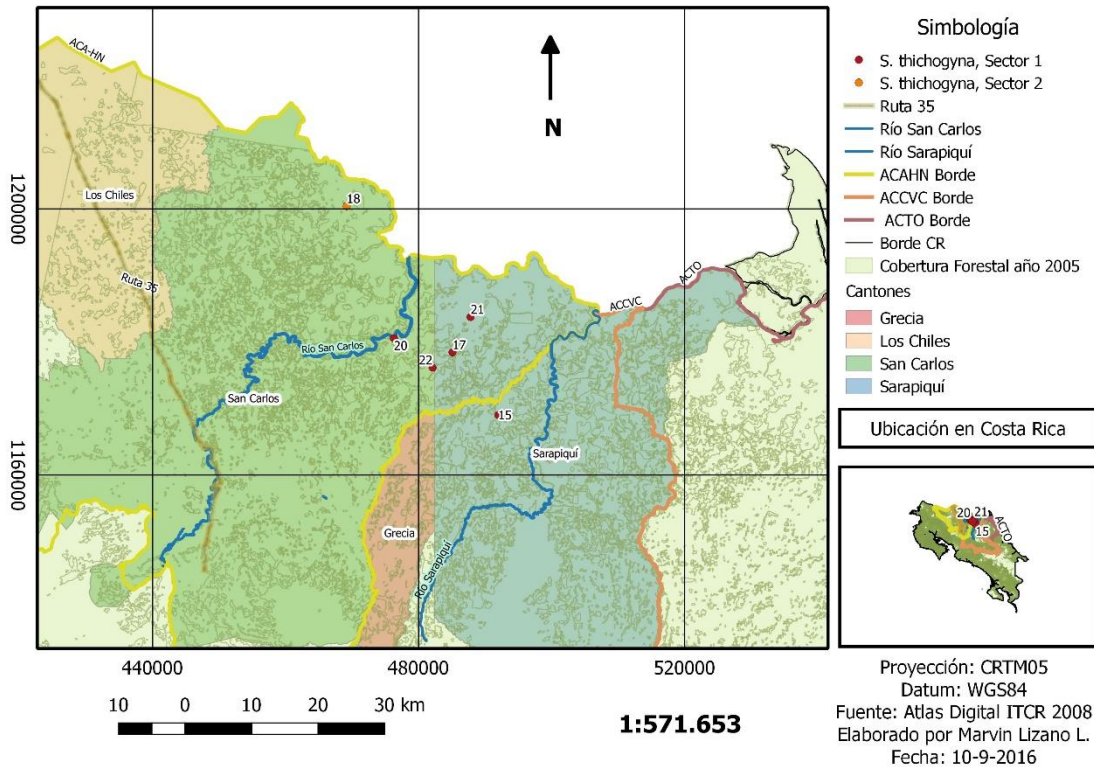 ACA-HN
1200000
1160000
Los Chiles
Ruta 35
18
N
ACCVC
ACTO
21
20
17
22
Río San Carlos
San Carlos
15
Sarapiquí
Grecia
Río Sarapiquí
440000
480000
520000
10 0 10 20 30 km
1:571.653
Simbología
S. thichogyna, Sector 1
S. thichogyna, Sector 2
Ruta 35
Río San Carlos
Río Sarapiquí
ACAHN Borde
ACCVC Borde
ACTO Borde
Borde CR
Cobertura Forestal año 2005
Cantones
Grecia
Los Chiles
San Carlos
Sarapiquí
Ubicación en Costa Rica
20 21
15
ACTO
Proyección: CRTM05
Datum: WGS84
Fuente: Atlas Digital ITCR 2008
Elaborado por Marvin Lizano L.
Fecha: 10-9-2016